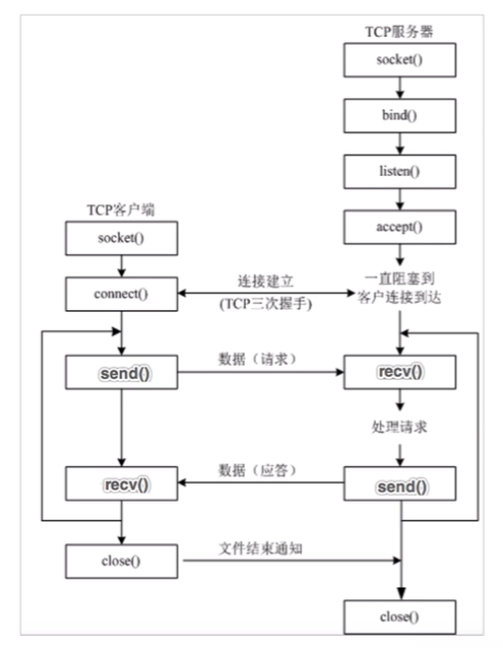 TCP服务器
socket()
bind()
listen()
accept()
一直阻塞到
客户连接到达
TCP客户端
socket()
connect()
连接建立
(TCP三次握手)
send()
数据（请求）
recv()
处理请求
recv()
数据（应答）
send()
close()
文件结束通知
close()